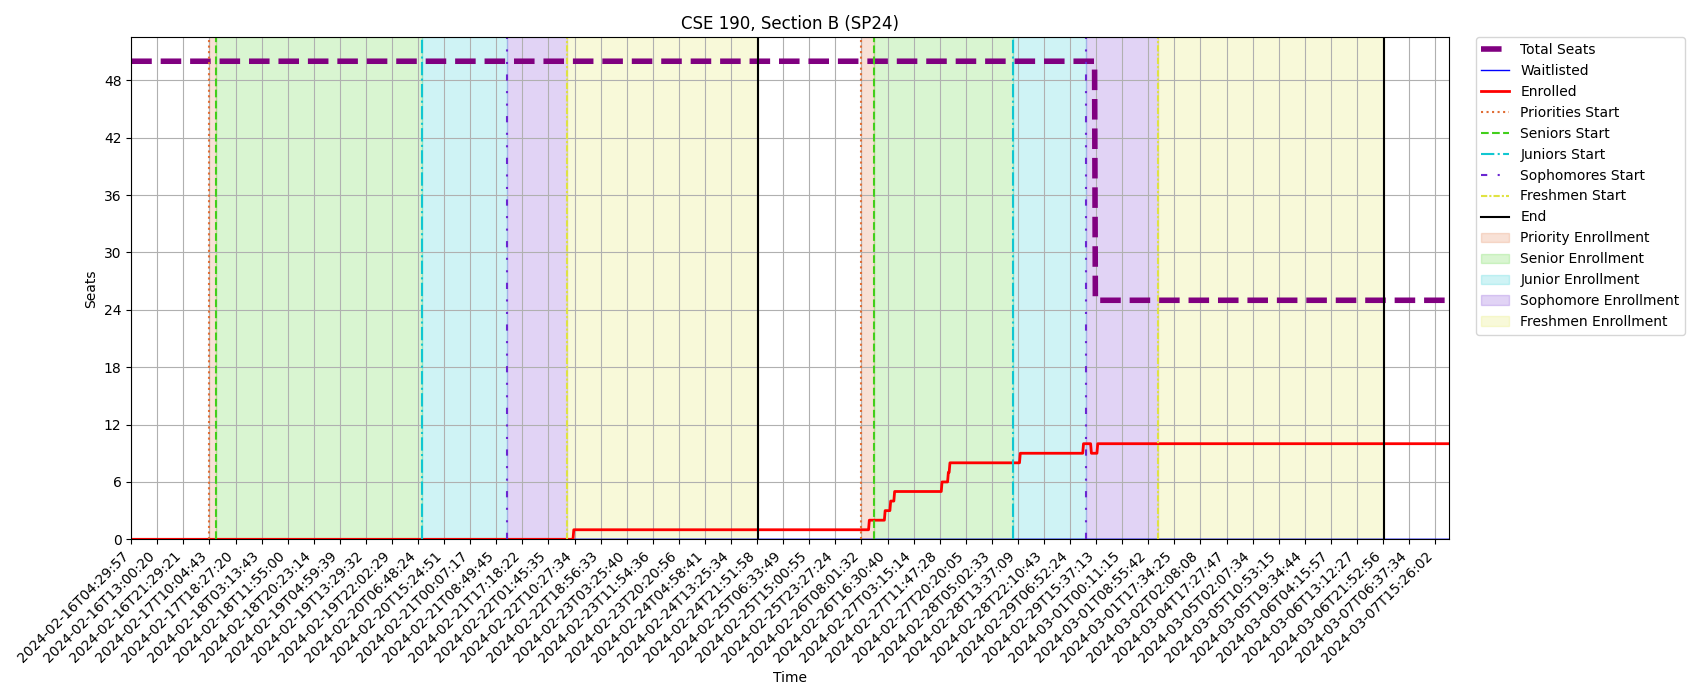 CSE 190, Section B (SP24)
Seats
48
42
36
30
24
18
12
6
0
2024-02-16T04:29:57
2024-02-16T13:00:20
2024-02-16T21:29:21
2024-02-17T10:04:43
2024-02-17T18:27:20
2024-02-18T03:13:43
2024-02-18T11:55:00
2024-02-18T20:23:14
2024-02-19T04:59:39
2024-02-19T13:29:32
2024-02-19T22:02:29
2024-02-20T06:48:24
2024-02-20T15:24:51
2024-02-21T00:07:17
2024-02-21T08:49:45
2024-02-21T17:18:22
2024-02-22T01:45:35
2024-02-22T10:27:34
2024-02-22T18:56:33
2024-02-23T03:25:40
2024-02-23T11:54:36
2024-02-23T20:20:56
2024-02-24T04:58:41
2024-02-24T13:25:34
2024-02-24T21:51:58
2024-02-25T06:33:49
2024-02-25T15:00:55
2024-02-25T23:27:24
2024-02-26T08:01:32
2024-02-26T16:30:40
2024-02-27T03:15:14
2024-02-27T11:47:28
2024-02-27T20:20:05
2024-02-28T05:02:33
2024-02-28T13:37:09
2024-02-28T22:10:43
2024-02-29T06:52:24
2024-02-29T15:37:13
2024-03-01T00:11:15
2024-03-01T08:55:42
2024-03-01T17:34:25
2024-03-02T02:08:08
2024-03-04T17:27:47
2024-03-05T02:07:34
2024-03-05T10:53:15
2024-03-05T19:34:44
2024-03-06T04:15:57
2024-03-06T13:12:27
2024-03-06T21:52:56
2024-03-07T06:37:34
2024-03-07T15:26:02
Time
Total Seats
Waitlisted
Enrolled
Priorities Start
Seniors Start
Juniors Start
Sophomores Start
Freshmen Start
End
Priority Enrollment
Senior Enrollment
Junior Enrollment
Sophomore Enrollment
Freshmen Enrollment